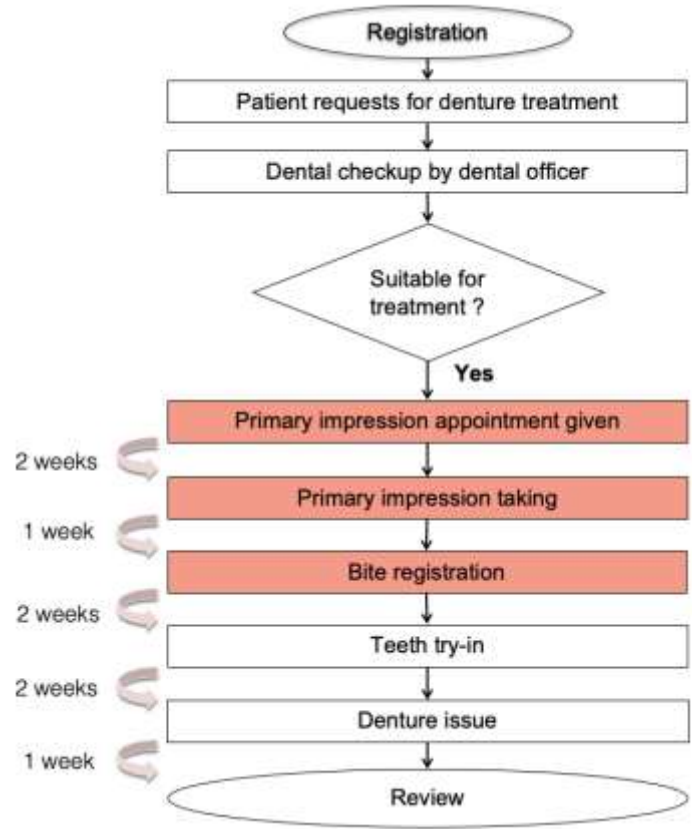 Registration
Patient requests for denture treatment
Dental checkup by dental officer
Suitable for
treatment ?
Yes
Primary impression appointment given
2 weeks
Primary impression taking
1 week
Bite registration
2 weeks
Teeth try-in
2 weeks
Denture issue
1 week
Review